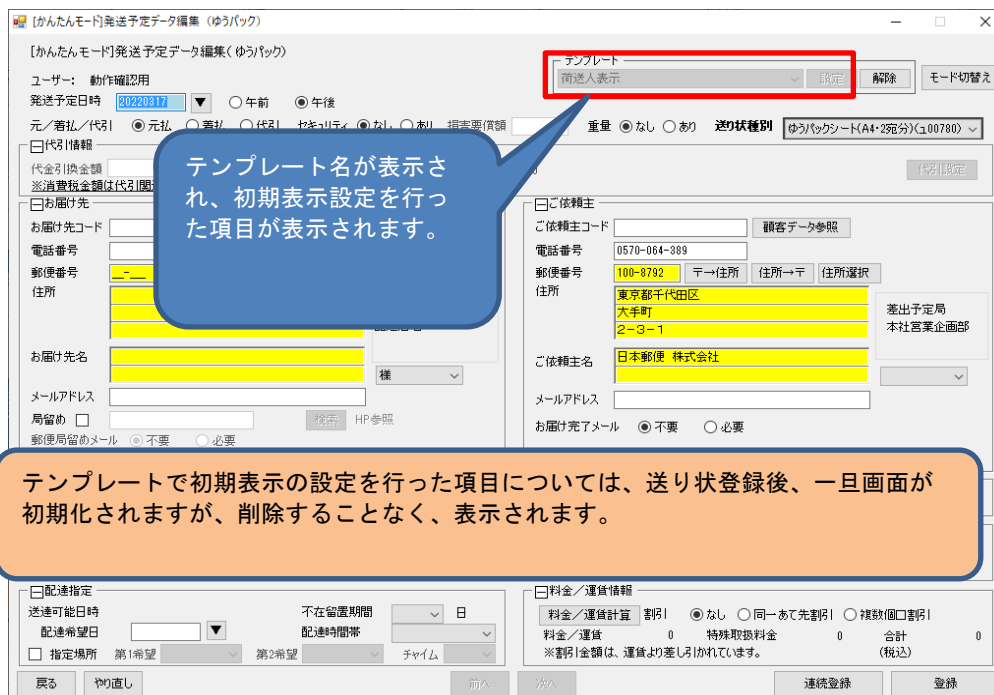 [かんたんモード]発送予定データ編集（ゆうパック）
[かんたんモード]発送予定データ編集(ゆうパック)
テンプレート
荷送人表示 設定 解除 モード切替え
ユーザー: 動作確認用
発送予定日時 20220317 ▼ 午前 午後
元／着払／代引 元払 着払 代引 セキュリティ なし あり 損害要償額 重量 なし あり 送り状種別 ゆうパックシート(A4・2宛分)(ュ00780)
代引情報
代金引換金額
※消費税金額は代引関
代引設定
テンプレート名が表示さ
れ、初期表示設定を行っ
た項目が表示されます。
お届け先
お届け先コード
電話番号
郵便番号 __-__
住所
お届け先名
様
メールアドレス
局留め 検索 HP参照
郵便局留めメール 不要 必要
ご依頼主
ご依頼主コード 顧客データ参照
電話番号 0570-064-389
郵便番号 100-8792 〒→住所 住所→〒 住所選択
住所 東京都千代田区
大手町
2－3－1
差出予定局
本社営業企画部
ご依頼主名 日本郵便 株式会社
メールアドレス
お届け完了メール 不要 必要
テンプレートで初期表示の設定を行った項目については、送り状登録後、一旦画面が
初期化されますが、削除することなく、表示されます。
配達指定
送達可能日時 不在留置期間 日
配達希望日 ▼ 配達時間帯
指定場所 第1希望 第2希望 チャイム
料金／運賃情報
料金／運賃計算 割引 なし 同一あて先割引 複数個口割引
料金／運賃 0 特殊取扱料金 0 合計 0
※割引金額は、運賃より差し引かれています。 (税込)
戻る やり直し 前へ 次へ 連続登録 登録